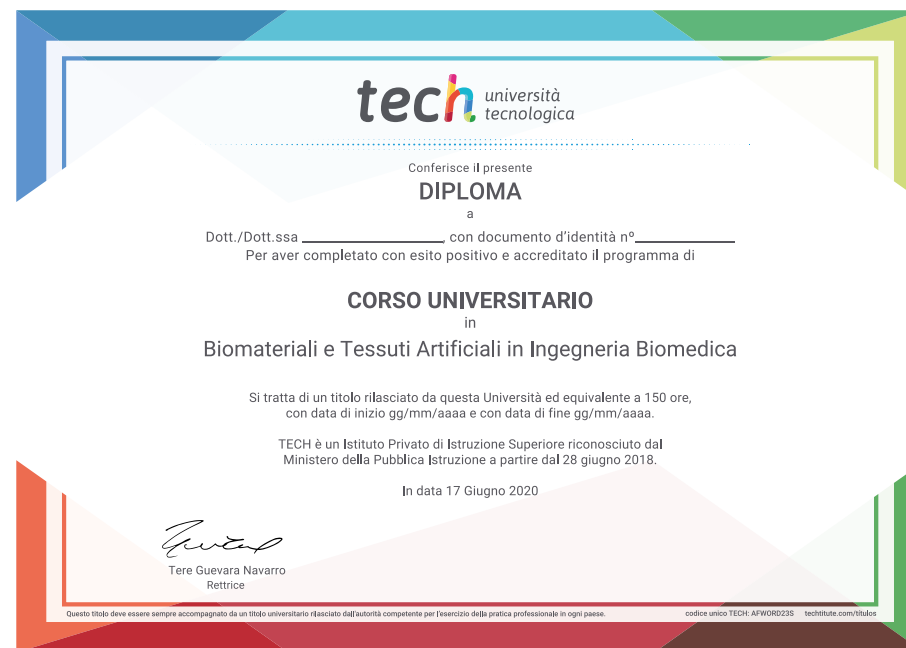 tech università
tecnologica
Conferisce il presente
DIPLOMA
a
Dott./Dott.ssa ____________, con documento d'identità nº____________
Per aver completato con esito positivo e accreditato il programma di
CORSO UNIVERSITARIO
in
Biomateriali e Tessuti Artificiali in Ingegneria Biomedica
Si tratta di un titolo rilasciato da questa Università ed equivalente a 150 ore,
con data di inizio gg/mm/aaaa e con data di fine gg/mm/aaaa.
TECH è un Istituto Privato di Istruzione Superiore riconosciuto dal
Ministero della Pubblica Istruzione a partire dal 28 giugno 2018.
In data 17 Giugno 2020
Tere Guevara Navarro
Rettrice
Questo titolo deve essere sempre accompagnato da un titolo universitario rilasciato dall'autorità competente per l'esercizio della pratica professionale in ogni paese. codice unico TECH: AFWORD23S techtitute.com/titulos